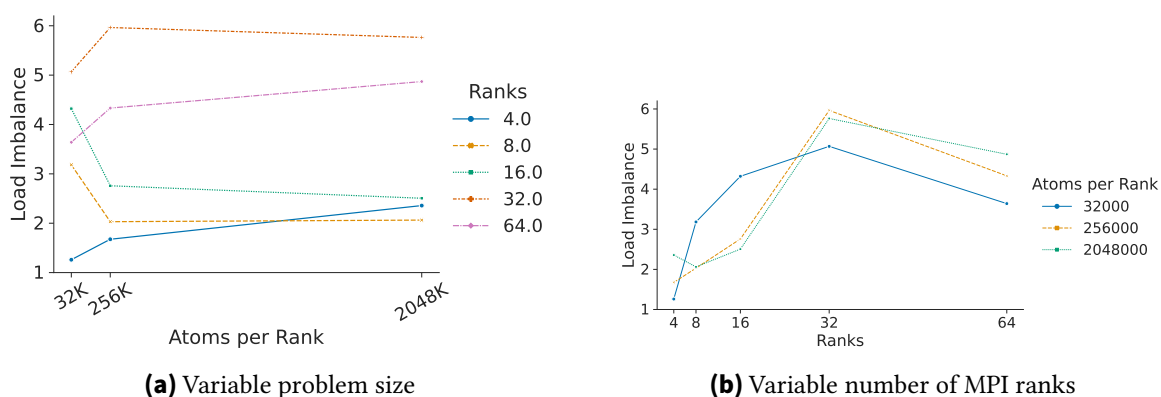 6
5
4
3
2
1
Load Imbalance
32K
256K
2048K
Atoms per Rank
Ranks
4.0
8.0
16.0
32.0
64.0
(a) Variable problem size
6
5
4
3
2
1
Load Imbalance
4 8 16 32 64
Ranks
Atoms per Rank
32000
256000
2048000
(b) Variable number of MPI ranks